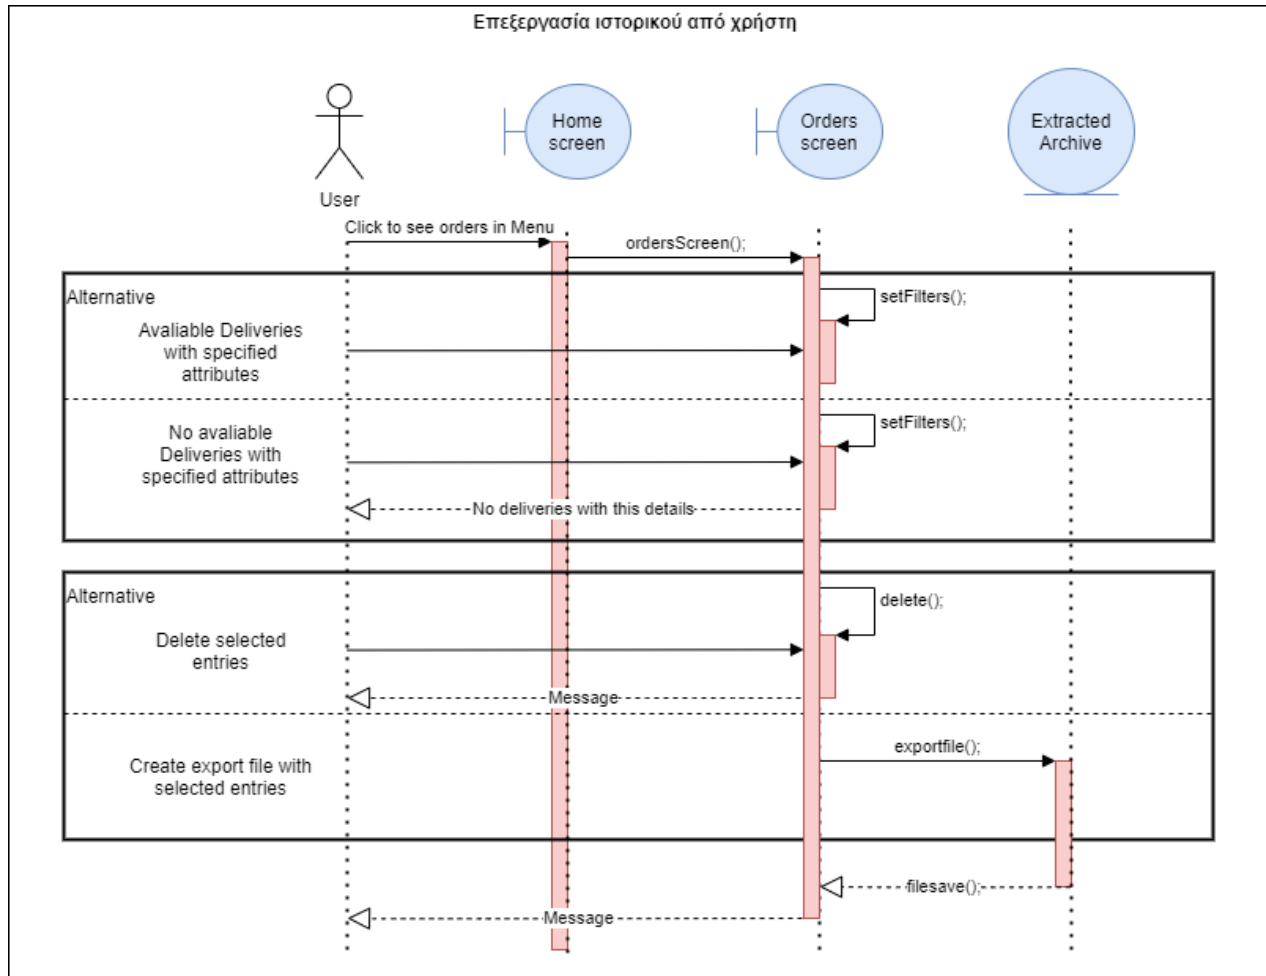 Επεξεργασία ιστορικού από χρήστη
Home
screen
Orders
screen
Extracted
Archive
User
Click to see orders in Menu
ordersScreen();
Alternative
setFilters();
Avaliable Deliveries
with specified
attributes
setFilters();
No avaliable
Deliveries with
specified attributes
No deliveries with this details
Alternative
delete();
Delete selected
entries
Message
exportfile();
Create export file with
selected entries
filesave();
Message